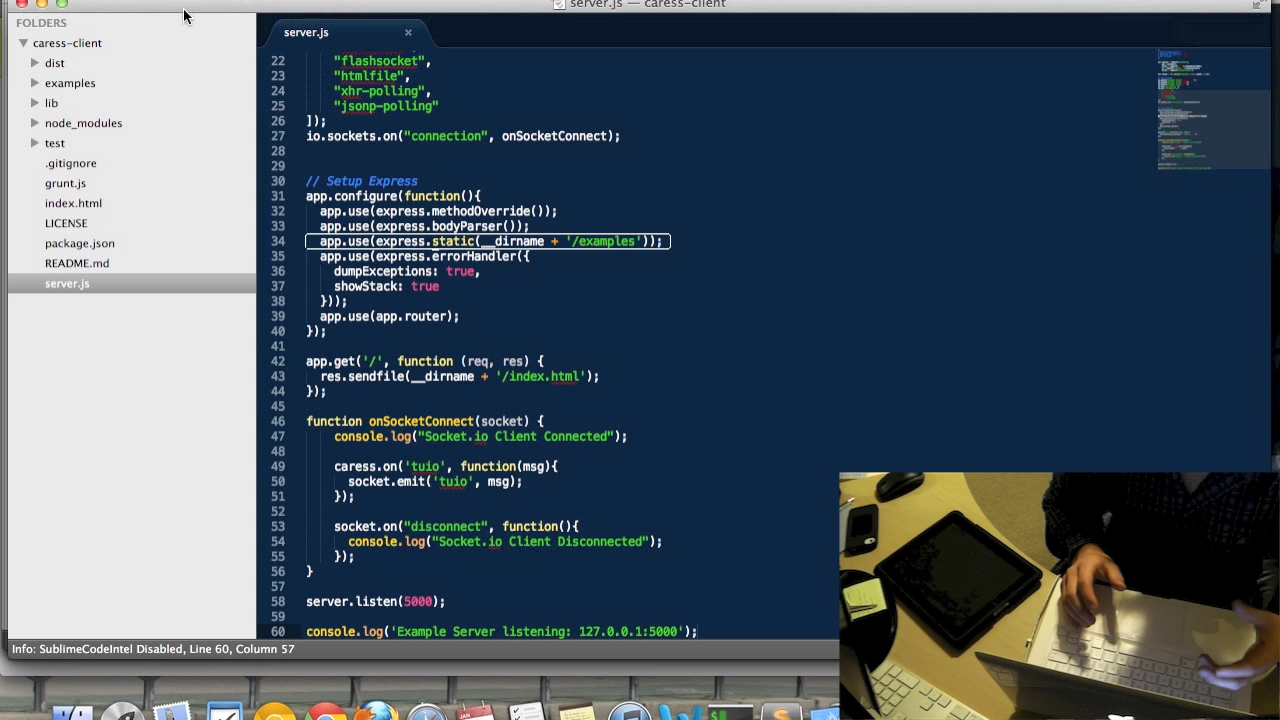 server.js — caress-client
FOLDERS
caress-client
dist
examples
lib
node_modules
test
.gitignore
grunt.js
index.html
LICENSE
package.json
README.md
server.js
server.js ×
22 "flashsocket",
23 "htmlfile",
24 "xhr-polling",
25 "jsonp-polling"
26 ]);
27 io.sockets.on("connection", onSocketConnect);
28
29
30 // Setup Express
31 app.configure(function(){
32 app.use(express.methodOverride());
33 app.use(express.bodyParser());
34 app.use(express.static(__dirname + '/examples'));
35 app.use(express.errorHandler({
36 dumpExceptions: true,
37 showStack: true
38 }));
39 app.use(app.router);
40 });
41
42 app.get('/', function (req, res) {
43 res.sendfile(__dirname + '/index.html');
44 });
45
46 function onSocketConnect(socket) {
47 console.log("Socket.io Client Connected");
48
49 caress.on('tuio', function(msg){
50 socket.emit('tuio', msg);
51 });
52
53 socket.on("disconnect", function(){
54 console.log("Socket.io Client Disconnected");
55 });
56 }
57
58 server.listen(5000);
59
60 console.log('Example Server listening: 127.0.0.1:5000');
Info: SublimeCodeIntel Disabled, Line 60, Column 57